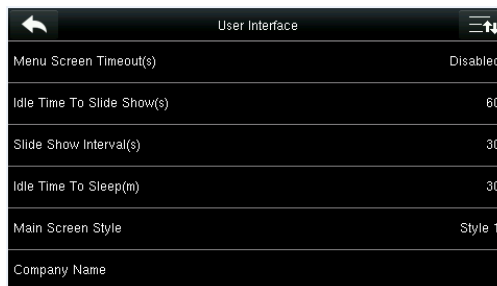 User Interface
Menu Screen Timeout(s) Disabled
Idle Time To Slide Show(s) 60
Slide Show Interval(s) 30
Idle Time To Sleep(m) 30
Main Screen Style Style 1
Company Name